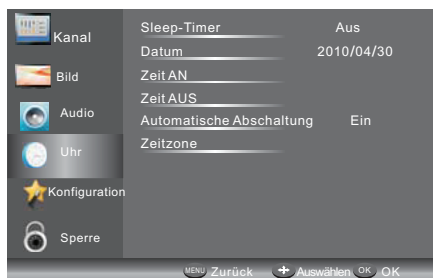 Kanal
Bild
Audio
Uhr
Konfiguration
Sperre
Sleep-Timer Aus
Datum 2010/04/30
Zeit AN
Zeit AUS
Automatische Abschaltung Ein
Zeitzone
MENU Zurück Auswählen OK OK